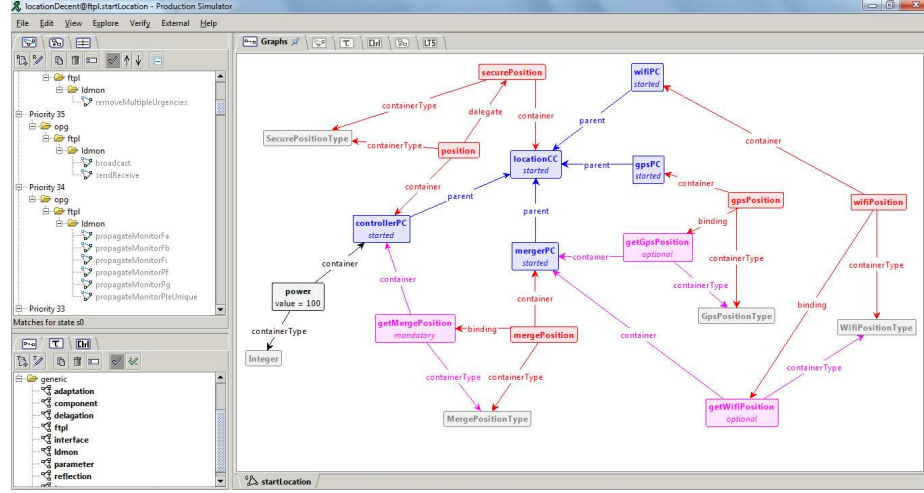 locationDecent@ftpl.startLocation - Production Simulator
File Edit View Explore Verify External Help
ftpl
ldmon
removeMultipleUrgencies
Priority 35
opg
ftpl
ldmon
broadcast
sendReceive
Priority 34
opg
ftpl
ldmon
propagateMonitorFa
propagateMonitorFb
propagateMonitorFi
propagateMonitorPf
propagateMonitorPg
propagateMonitorPleUnique
Priority 33
Matches for state s0
generic
adaptation
component
delagation
ftpl
interface
ldmon
parameter
reflection
Graphs
LTS
securePosition
wifiPC
started
containerType
delegate
container
parent
container
SecurePositionType
containerType
position
locationCC
started
parent
gpsPC
started
container
container
parent
gpsPosition
wifiPosition
controllerPC
started
parent
binding
mergerPC
started
container
getGpsPosition
optional
container
container
containerType
containerType
containerType
power
value = 100
container
binding
containerType
getMergePosition
mandatory
binding
mergePosition
container
GpsPositionType
WifiPositionType
Integer
containerType
containerType
containerType
MergePositionType
getWifiPosition
optional
startLocation